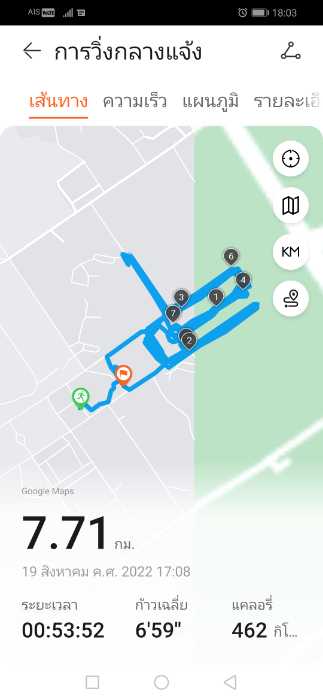 AIS 18:03
การวิ่งกลางแจ้ง
เส้นทาง ความเร็ว แผนภูมิ รายละเอี
6
4
3
1
7
2
KM
Google Maps
7.71 กม.
19 สิงหาคม ค.ศ. 2022 17:08
ระยะเวลา ก้าวเฉลี่ย แคลอรี่
00:53:52 6'59" 462 กิโ...